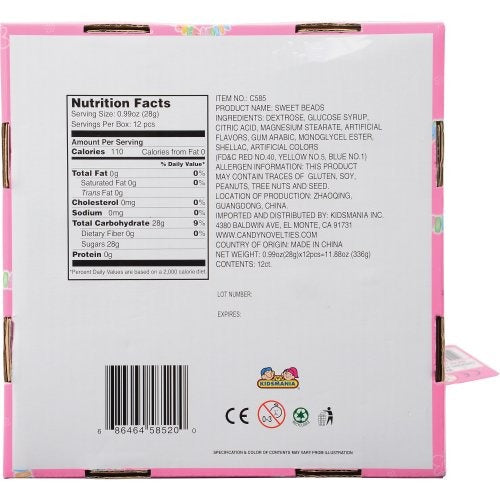 Nutrition Facts
Serving Size: 0.99oz (28g)
Servings Per Box: 12 pcs
Amount Per Serving
Calories 110 Calories from Fat 0
% Daily Value*
Total Fat 0g 0%
Saturated Fat 0g 0%
Trans Fat 0g
Cholesterol 0mg 0%
Sodium 0mg 0%
Total Carbohydrate 28g 9%
Dietary Fiber 0g 0%
Sugars 28g
Protein 0g
*Percent Daily Values are based on a 2,000 calorie diet.
ITEM NO.: C585
PRODUCT NAME: SWEET BEADS
INGREDIENTS: DEXTROSE, GLUCOSE SYRUP,
CITRIC ACID, MAGNESIUM STEARATE, ARTIFICIAL
FLAVORS, GUM ARABIC, MONOGLYCEL ESTER,
SHELLAC, ARTIFICIAL COLORS
(FD&C RED NO.40, YELLOW NO.5, BLUE NO.1)
ALLERGEN INFORMATION: THIS PRODUCT
MAY CONTAIN TRACES OF GLUTEN, SOY,
PEANUTS, TREE NUTS AND SEED.
LOCATION OF PRODUCTION: ZHAOQING,
GUANGDONG, CHINA.
IMPORTED AND DISTRIBUTED BY: KIDSMANIA INC.
4380 BALDWIN AVE, EL MONTE, CA 91731
WWW.CANDYNOVELTIES.COM
COUNTRY OF ORIGIN: MADE IN CHINA
NET WEIGHT: 0.99oz(28g)x12pcs=11.88oz (336g)
CONTENTS: 12ct.
LOT NUMBER:
EXPIRES:
KIDSMANIA
6 86464 58520 0
CE
0-3
SPECIFICATION & COLOR OF CONTENTS MAY VARY FROM ILLUSTRATION